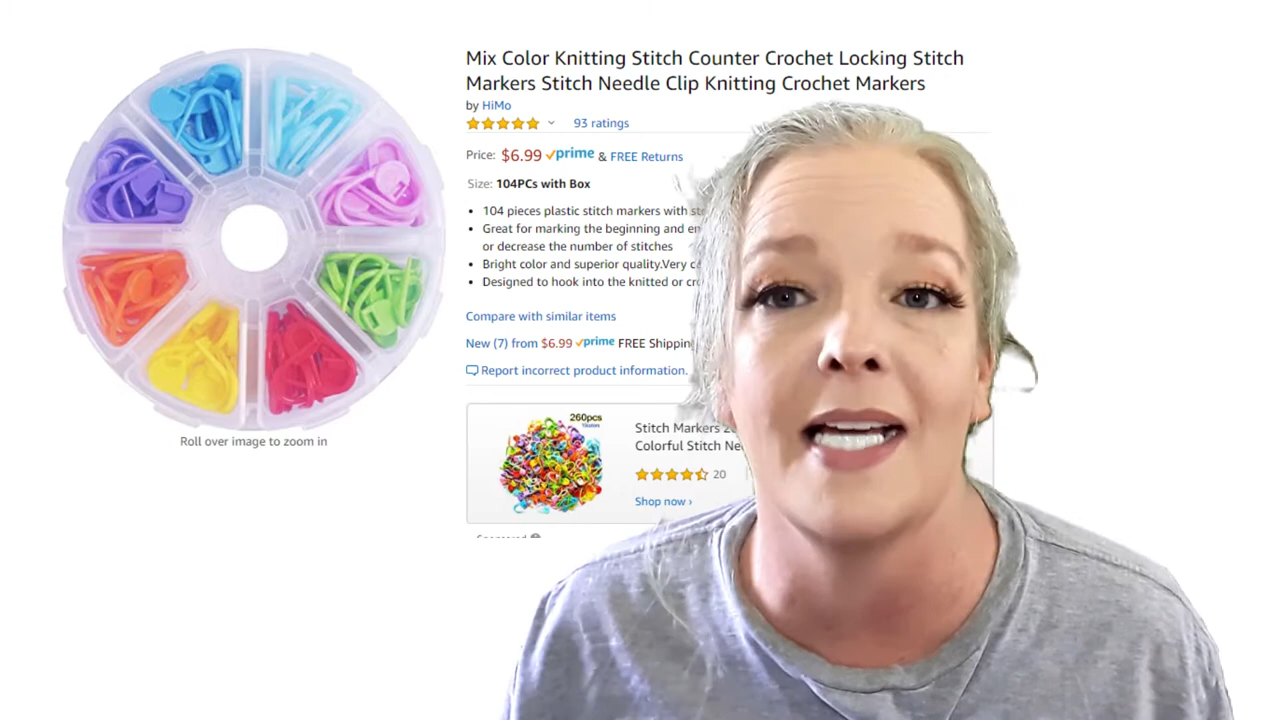 Mix Color Knitting Stitch Counter Crochet Locking Stitch
Markers Stitch Needle Clip Knitting Crochet Markers
by HiMo
93 ratings
Price: $6.99 prime & FREE Returns
Size: 104PCs with Box
104 pieces plastic stitch markers with
Great for marking the beginning and
or decrease the number of stitches
Bright color and superior quality.Very
Designed to hook into the knitted or
Compare with similar items
New (7) from $6.99 prime FREE Shipping
Report incorrect product information.
260pcs
Stitch Markers
Colorful Stitch
20
Shop now ›
Roll over image to zoom in
Sponsored